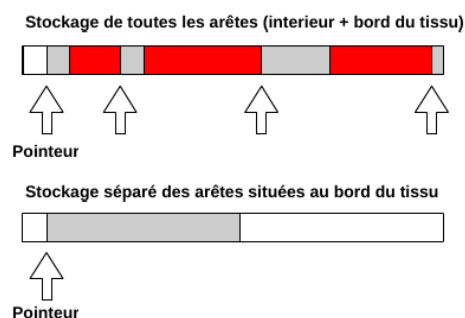 Stockage de toutes les arêtes (interieur + bord du tissu)
Pointeur
Stockage séparé des arêtes situées au bord du tissu
Pointeur